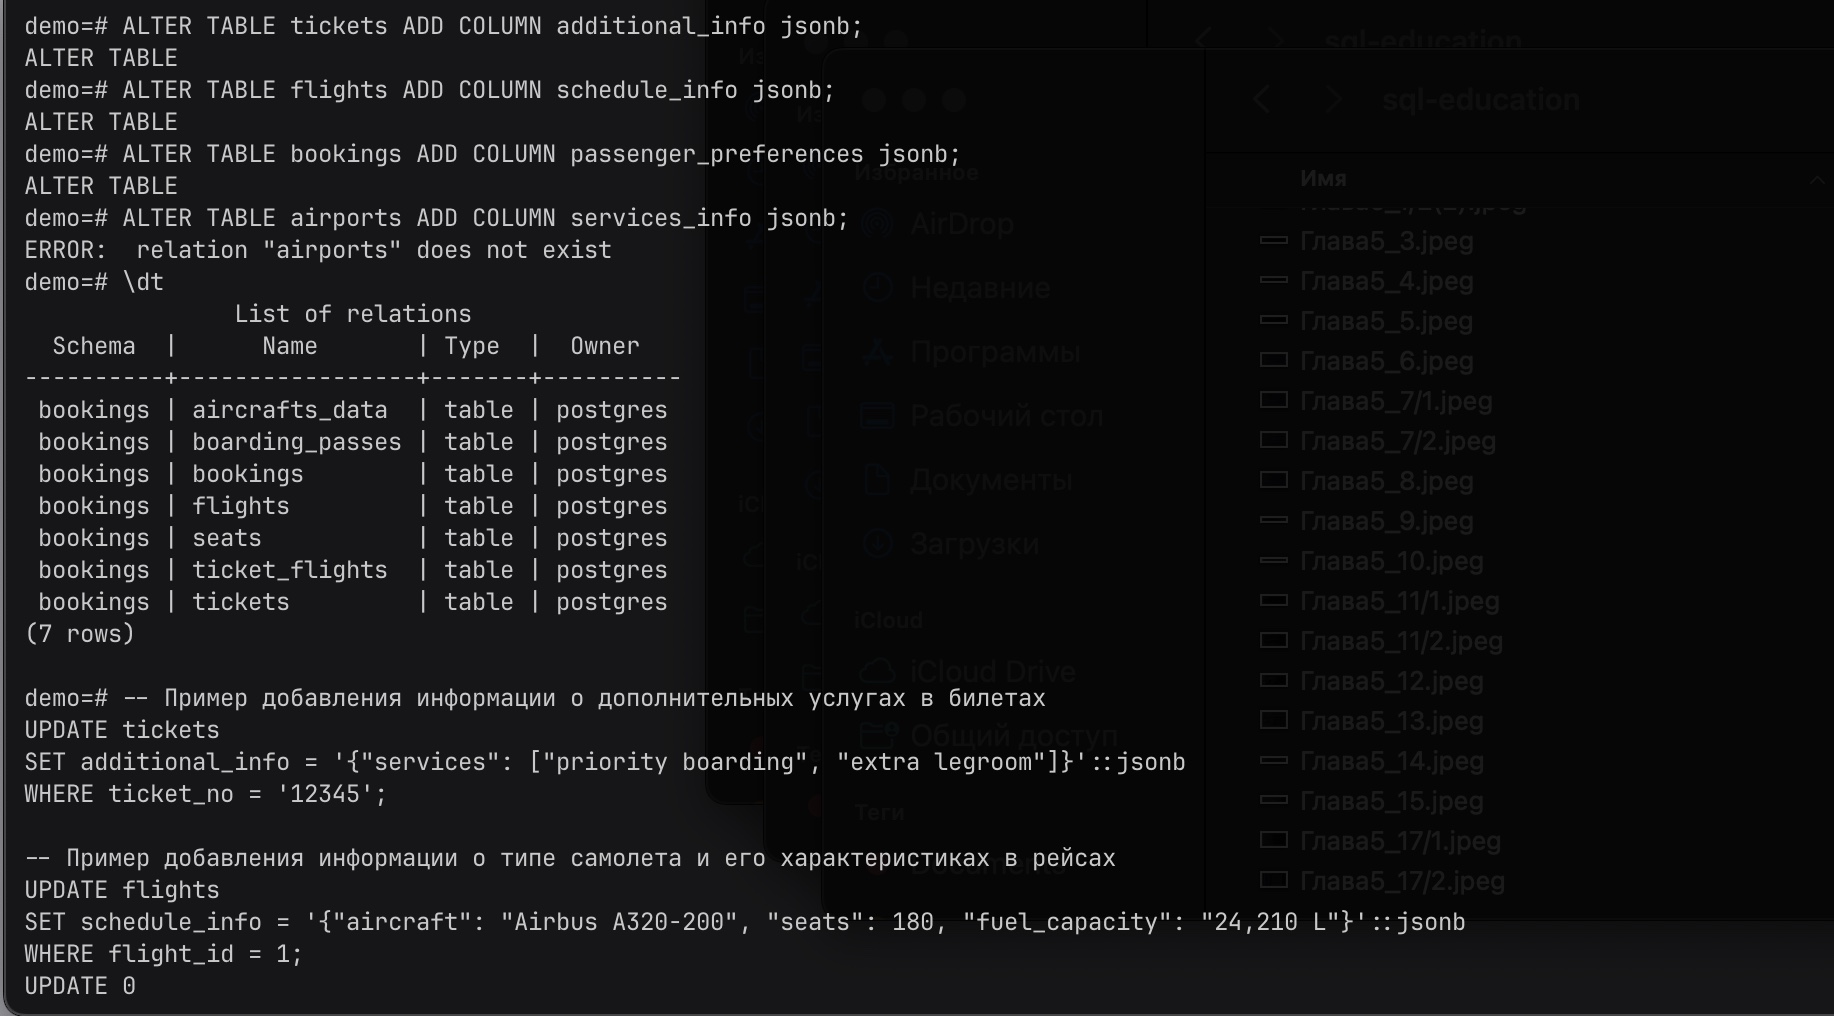 demo=# ALTER TABLE tickets ADD COLUMN additional_info jsonb;
ALTER TABLE
demo=# ALTER TABLE flights ADD COLUMN schedule_info jsonb;
ALTER TABLE
demo=# ALTER TABLE bookings ADD COLUMN passenger_preferences jsonb;
ALTER TABLE
demo=# ALTER TABLE airports ADD COLUMN services_info jsonb;
ERROR:  relation "airports" does not exist
demo=# \dt
               List of relations
  Schema  |      Name       | Type  |  Owner
----------+-----------------+-------+----------
 bookings | aircrafts_data  | table | postgres
 bookings | boarding_passes | table | postgres
 bookings | bookings        | table | postgres
 bookings | flights         | table | postgres
 bookings | seats           | table | postgres
 bookings | ticket_flights  | table | postgres
 bookings | tickets         | table | postgres
(7 rows)
demo=# -- Пример добавления информации о дополнительных услугах в билетах
UPDATE tickets
SET additional_info = '{"services": ["priority boarding", "extra legroom"]}'::jsonb
WHERE ticket_no = '12345';
-- Пример добавления информации о типе самолета и его характеристиках в рейсах
UPDATE flights
SET schedule_info = '{"aircraft": "Airbus A320-200", "seats": 180, "fuel_capacity": "24,210 L"}'::jsonb
WHERE flight_id = 1;
UPDATE 0
sql-education
sql-education
Избранное
AirDrop
Недавние
Программы
Рабочий стол
Документы
Загрузки
iCloud
iCloud Drive
Общий доступ
Теги
Documents
Имя
Глава5_3.jpeg
Глава5_4.jpeg
Глава5_5.jpeg
Глава5_6.jpeg
Глава5_7/1.jpeg
Глава5_7/2.jpeg
Глава5_8.jpeg
Глава5_9.jpeg
Глава5_10.jpeg
Глава5_11/1.jpeg
Глава5_11/2.jpeg
Глава5_12.jpeg
Глава5_13.jpeg
Глава5_14.jpeg
Глава5_15.jpeg
Глава5_17/1.jpeg
Глава5_17/2.jpeg